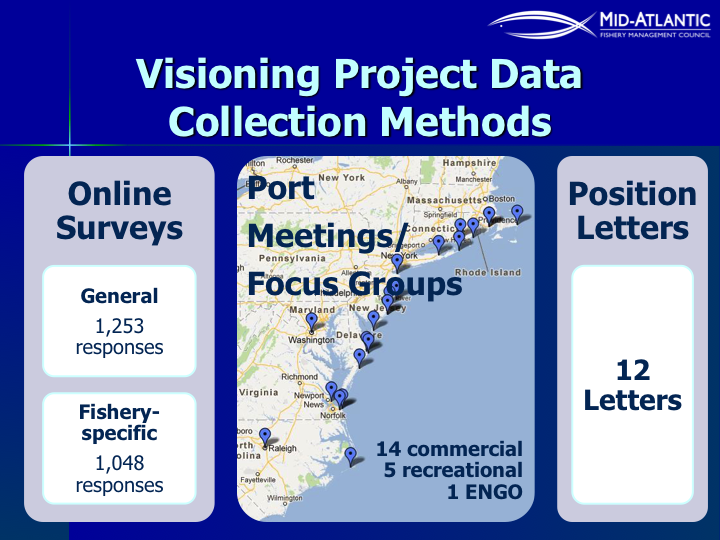 MID-ATLANTIC
FISHERY MANAGEMENT COUNCIL
Visioning Project Data
Collection Methods
Online
Surveys
General
1,253
responses
Fishery-
specific
1,048
responses
Port
Meetings/
Focus Groups
Rochester
New York
Albany
Hampshire
Manchester
Massachusetts
Boston
Springfield
Providence
Connecticut
New York
Rhode Island
Pennsylvania
Philadelphia
Maryland
New Jersey
Washington
Delaware
Richmond
Virginia
Newport
News
Norfolk
Raleigh
Fayetteville
Wilmington
14 commercial
5 recreational
1 ENGO
Position
Letters
12
Letters